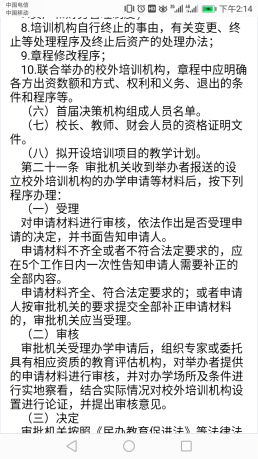 中国电信
中国移动
下午2:14
8.培训机构自行终止的事由，有关变更、终
止等处理程序及终止后资产的处理办法；
9.章程修改程序；
10.联合举办的校外培训机构，章程中应明确
各方出资数额和方式、权利和义务、退出的条
件和程序等。
（六）首届决策机构组成人员名单。
（七）校长、教师、财会人员的资格证明文
件。
（八）拟开设培训项目的教学计划。
第二十一条 审批机关收到举办者报送的设
立校外培训机构的办学申请等材料后，按下列
程序办理：
（一）受理
对申请材料进行审核，依法作出是否受理申
请的决定，并书面告知申请人。
申请材料不齐全或者不符合法定要求的，应
在5个工作日内一次性告知申请人需要补正的
全部内容。
申请材料齐全、符合法定要求的；或者申请
人按审批机关的要求提交全部补正申请材料
的，审批机关应当受理。
（二）审核
审批机关受理办学申请后，组织专家或委托
具有相应资质的教育评估机构，对举办者提供
的申请材料进行审核，并对办学场所及条件进
行实地察看，结合实际情况对校外培训机构设
置进行论证，并提出审核意见。
（三）决定
审批机关按照《民办教育促进法》等法律法